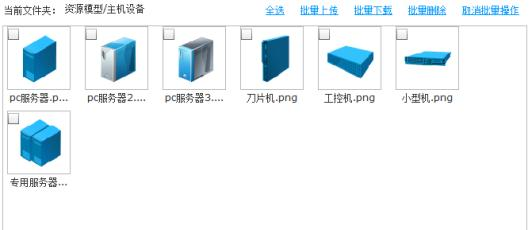 当前文件夹： 资源模型/主机设备
全选 批量上传 批量下载 批量删除 取消批量操作
pc服务器.p... pc服务器2.... pc服务器3.... 刀片机.png 工控机.png 小型机.png
专用服务器...